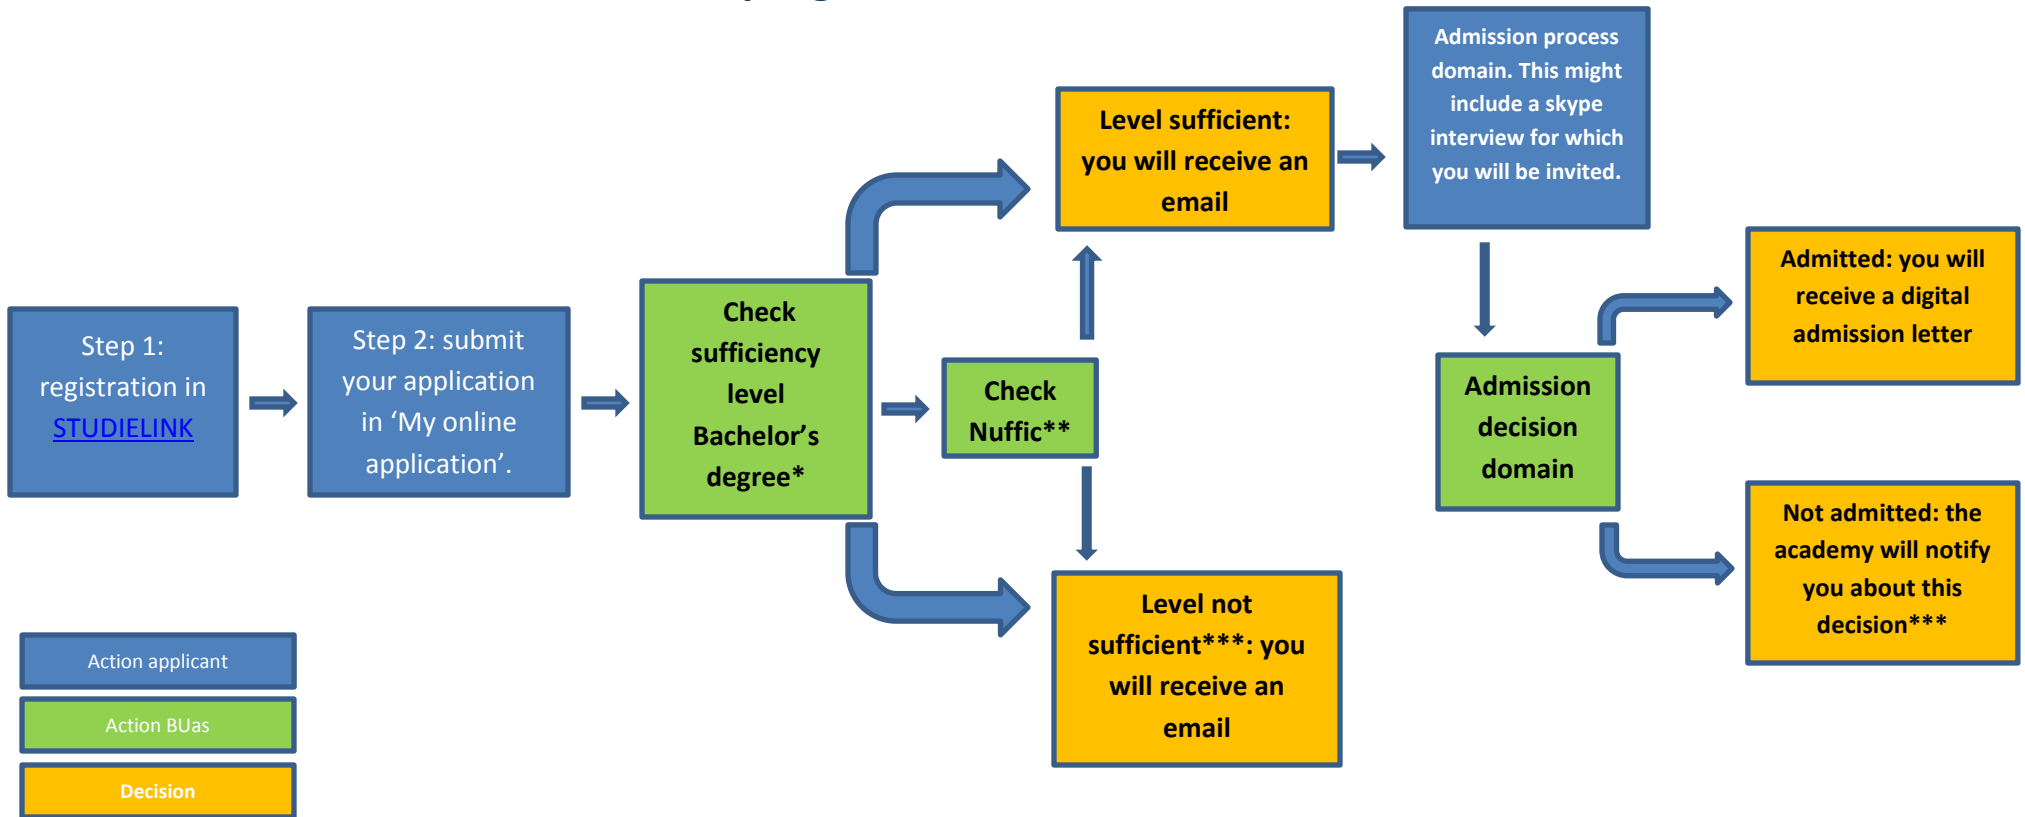 Step 1:
registration in
STUDIELINK
Step 2: submit
your application
in ‘My online
application’.
Check
sufficiency
level
Bachelor’s
degree*
Check
Nuffic**
Level sufficient:
you will receive an
email
Level not
sufficient***: you
will receive an
email
Admission process
domain. This might
include a skype
interview for which
you will be invited.
Admission
decision
domain
Admitted: you will
receive a digital
admission letter
Not admitted: the
academy will notify
you about this
decision***
Action applicant
Action BUas
Decision